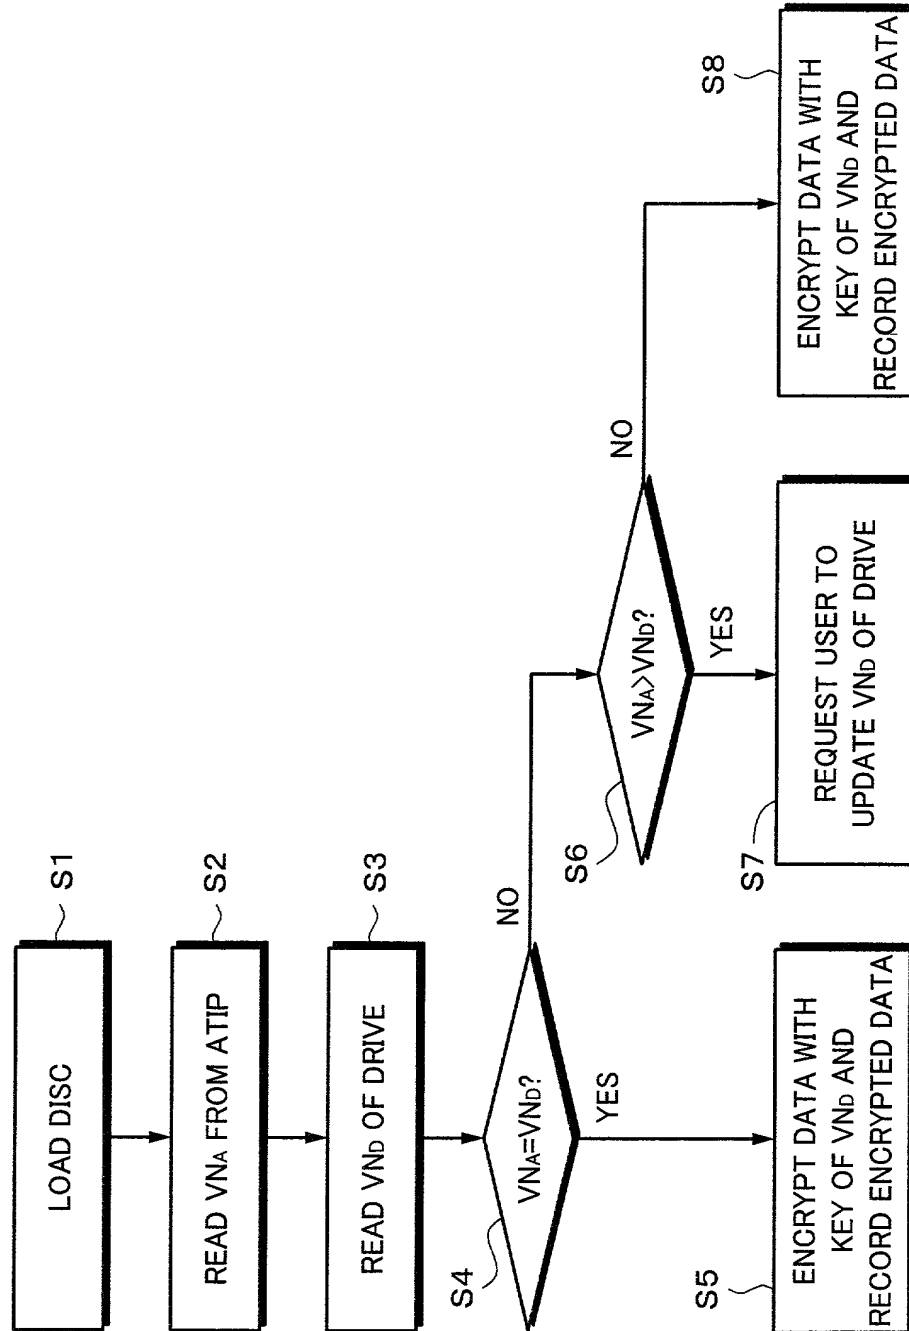 LOAD DISC
S1
READ VNA FROM ATIP
S2
READ VND OF DRIVE
S3
VNA=VND?
S4
NO
YES
ENCRYPT DATA WITH
KEY OF VND AND
RECORD ENCRYPTED DATA
S5
VNA>VND?
S6
NO
YES
REQUEST USER TO
UPDATE VND OF DRIVE
S7
ENCRYPT DATA WITH
KEY OF VND AND
RECORD ENCRYPTED DATA
S8